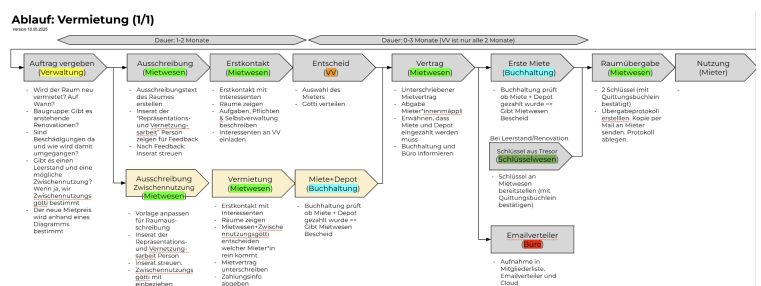 Ablauf: Vermietung (1/1)
Version 19.05.2025
Dauer: 1-2 Monate
Dauer: 0-3 Monate (VV ist nur alle 2 Monate)
Auftrag vergeben
(Verwaltung)
- Wird der Raum neu
vermietet? Auf
Wann?
- Baugruppe: Gibt es
anstehende
Renovationen?
- Sind
Beschädigungen da
und wie wird damit
umgegangen?
- Gibt es einen
Leerstand und eine
mögliche
Zwischennutzung?
Wenn ja, wir
Zwischennutzungs
götti bestimmt
- Der neue Mietpreis
wird anhand eines
Diagramms
bestimmt
Ausschreibung
(Mietwesen)
- Ausschreibungstext
des Raumes
erstellen
- Inserat der
"Repräsentations-
und Vernetzung-
sarbeit" Person
zeigen für Feedback
- Nach Feedback:
Inserat streuen
Erstkontakt
(Mietwesen)
- Erstkontakt mit
Interessenten
- Räume zeigen
- Aufgaben, Pflichten
& Selbstverwaltung
beschreiben
- Interessenten an VV
einladen
Entscheid
(VV)
- Auswahl des
Mieters
- Götti verteilen
Vertrag
(Mietwesen)
- Unterschriebener
Mietvertrag
- Abgabe
Mieter*innenmäppli
- Erwähnen, dass
Miete und Depot
eingezahlt werden
muss
- Buchhaltung und
Büro informieren
Erste Miete
(Buchhaltung)
- Buchhaltung prüft
ob Miete + Depot
gezahlt wurde =>
Gibt Mietwesen
Bescheid
Raumübergabe
(Mietwesen)
- 2 Schlüssel (mit
Quittungsbüchlein
bestätigt)
- Übergabeprotokoll
erstellen. Kopie per
Mail an Mieter
senden, Protokoll
ablegen.
Nutzung
(Mieter)
-
Bei Leerstand/Renovation
Schlüssel aus Tresor
(Schlüsselwesen)
- Schlüssel an
Mietwesen
bereitstellen (mit
Quittungsbüchlein
bestätigen)
Ausschreibung
Zwischennutzung
(Mietwesen)
- Vorlage anpassen
für Raumaus-
schreibung
- Inserat der
Repräsentations-
und Vernetzung-
sarbeit Person
- Inserat streuen.
- Zwischennutzungs
götti mit
einbeziehen
Vermietung
(Mietwesen)
- Erstkontakt mit
Interessenten
- Räume zeigen
- Mietwesen+Zwische
nnutzungsgötti
entscheiden
welcher Mieter*in
rein kommt
- Mietvertrag
unterschreiben
- Zahlungsinfo
abgeben
Miete+Depot
(Buchhaltung)
- Buchhaltung prüft
ob Miete + Depot
gezahlt wurde =>
Gibt Mietwesen
Bescheid
Emailverteiler
(Büro)
- Aufnahme in
Mitgliederliste,
Emailverteiler und
Cloud